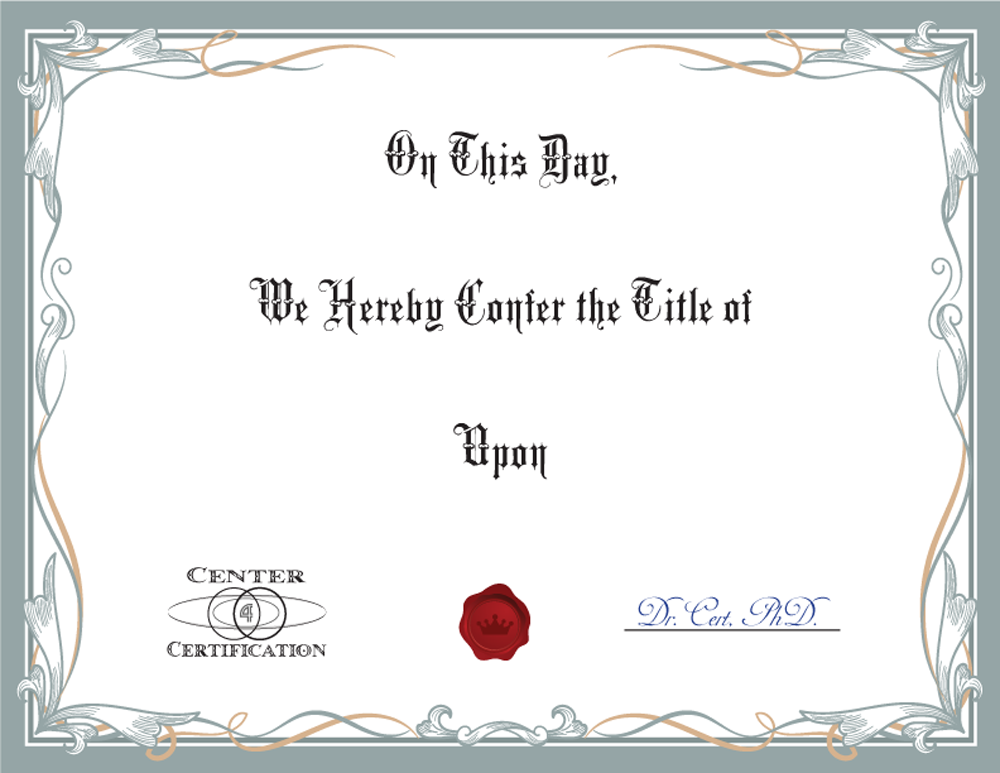 On This Day,
We Hereby Confer the Title of
Upon
CENTER
4
CERTIFICATION
Dr. Cert, PhD.